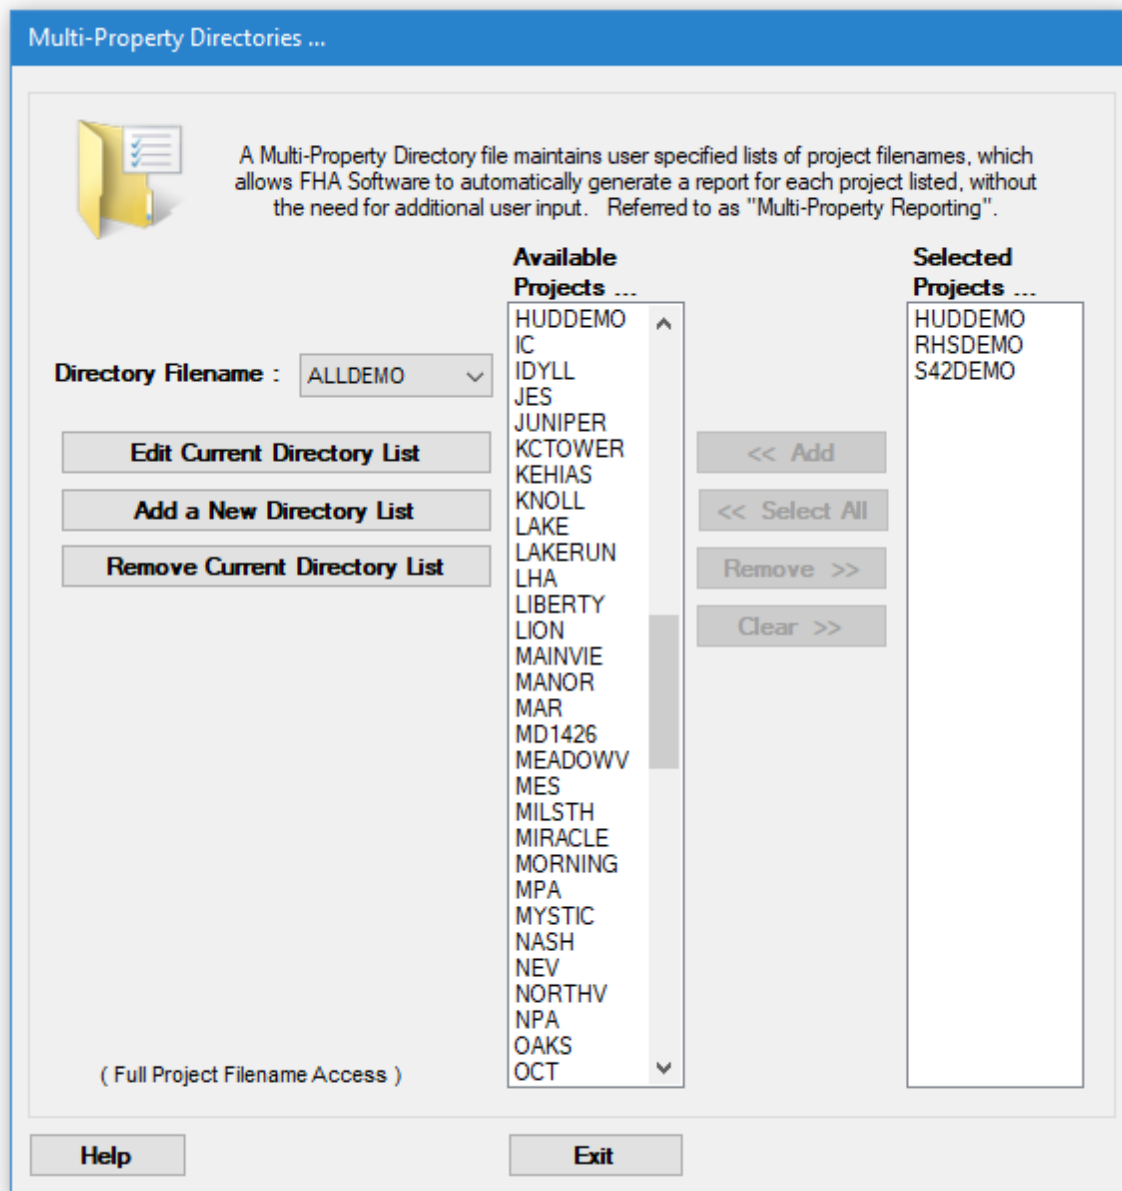 Multi-Property Directories ...
A Multi-Property Directory file maintains user specified lists of project filenames, which
allows FHA Software to automatically generate a report for each project listed, without
the need for additional user input. Referred to as "Multi-Property Reporting".
Directory Filename :
ALLDEMO
Edit Current Directory List
Add a New Directory List
Remove Current Directory List
( Full Project Filename Access )
Available
Projects ...
HUDDEMO
IC
IDYLL
JES
JUNIPER
KCTOWER
KEHIAS
KNOLL
LAKE
LAKERUN
LHA
LIBERTY
LION
MAINVIE
MANOR
MAR
MD1426
MEADOWV
MES
MILSTH
MIRACLE
MORNING
MPA
MYSTIC
NASH
NEV
NORTHV
NPA
OAKS
OCT
<< Add
<< Select All
Remove >>
Clear >>
Selected
Projects ...
HUDDEMO
RHSDEMO
S42DEMO
Help
Exit